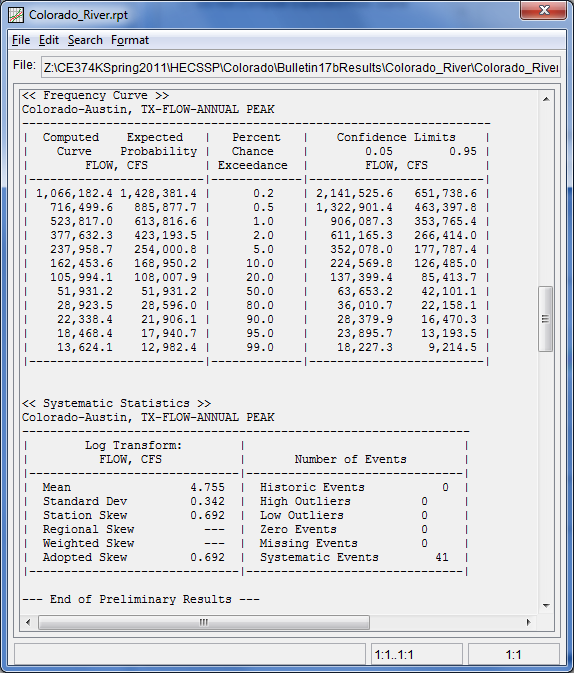 Colorado_River.rpt
File Edit Search Format
File: Z:\CE374KSpring2011\HECSSP\Colorado\Bulletin17bResults\Colorado_River\Colorado_River
<< Frequency Curve >>
Colorado-Austin, TX-FLOW-ANNUAL PEAK
-------------------------------------------------------------------
| Computed Expected | Percent | Confidence Limits |
| Curve Probability | Chance | 0.05 0.95 |
| FLOW, CFS | Exceedance | FLOW, CFS |
|-------------------------|-------------|-------------------------|
| 1,066,182.4 1,428,381.4 | 0.2 | 2,141,525.6 651,738.6 |
| 716,499.6 885,877.7 | 0.5 | 1,322,901.4 463,397.8 |
| 523,817.0 613,816.6 | 1.0 | 906,087.3 353,765.4 |
| 377,632.3 423,193.5 | 2.0 | 611,165.3 266,414.0 |
| 237,958.7 254,000.8 | 5.0 | 352,078.0 177,787.4 |
| 162,453.6 168,950.2 | 10.0 | 224,569.8 126,485.0 |
| 105,994.1 108,007.9 | 20.0 | 137,399.4 85,413.7 |
| 51,931.2 51,931.2 | 50.0 | 63,653.2 42,101.1 |
| 28,923.5 28,596.0 | 80.0 | 36,010.7 22,158.1 |
| 22,338.4 21,906.1 | 90.0 | 28,379.9 16,470.3 |
| 18,468.4 17,940.7 | 95.0 | 23,895.7 13,193.5 |
| 13,624.1 12,982.4 | 99.0 | 18,227.3 9,214.5 |
|-------------------------|-------------|-------------------------|
<< Systematic Statistics >>
Colorado-Austin, TX-FLOW-ANNUAL PEAK
----------------------------------------------------------------
| Log Transform: | |
| FLOW, CFS | Number of Events |
|------------------------------|-------------------------------|
| Mean 4.755 | Historic Events 0 |
| Standard Dev 0.342 | High Outliers 0 |
| Station Skew 0.692 | Low Outliers 0 |
| Regional Skew --- | Zero Events 0 |
| Weighted Skew --- | Missing Events 0 |
| Adopted Skew 0.692 | Systematic Events 41 |
|------------------------------|-------------------------------|
--- End of Preliminary Results ---
1:1..1:1 1:1